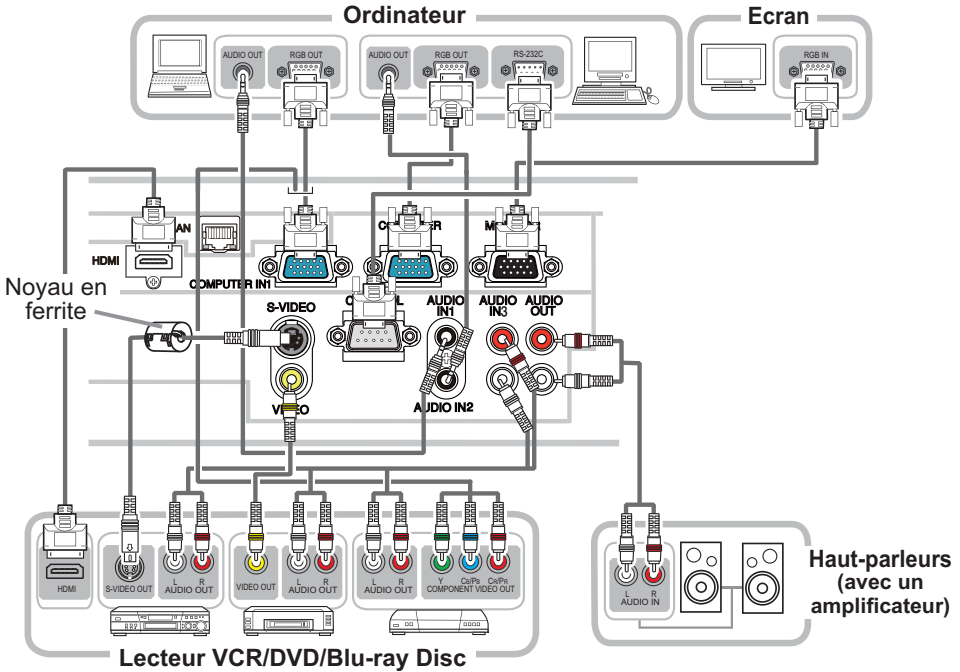 Ordinateur
Ecran
AUDIO OUT
RGB OUT
AUDIO OUT
RGB OUT
RS-232C
RGB IN
HDMI
COMPUTER IN1
Noyau en
ferrite
S-VIDEO
AUDIO
IN1
AUDIO
IN3
AUDIO
OUT
AUDIO IN2
HDMI
S-VIDEO OUT
L R
AUDIO OUT
VIDEO OUT
L R
AUDIO OUT
L R
AUDIO OUT
Y CB/PB CR/PR
COMPONENT VIDEO OUT
L R
AUDIO IN
Haut-parleurs
(avec un
amplificateur)
Lecteur VCR/DVD/Blu-ray Disc